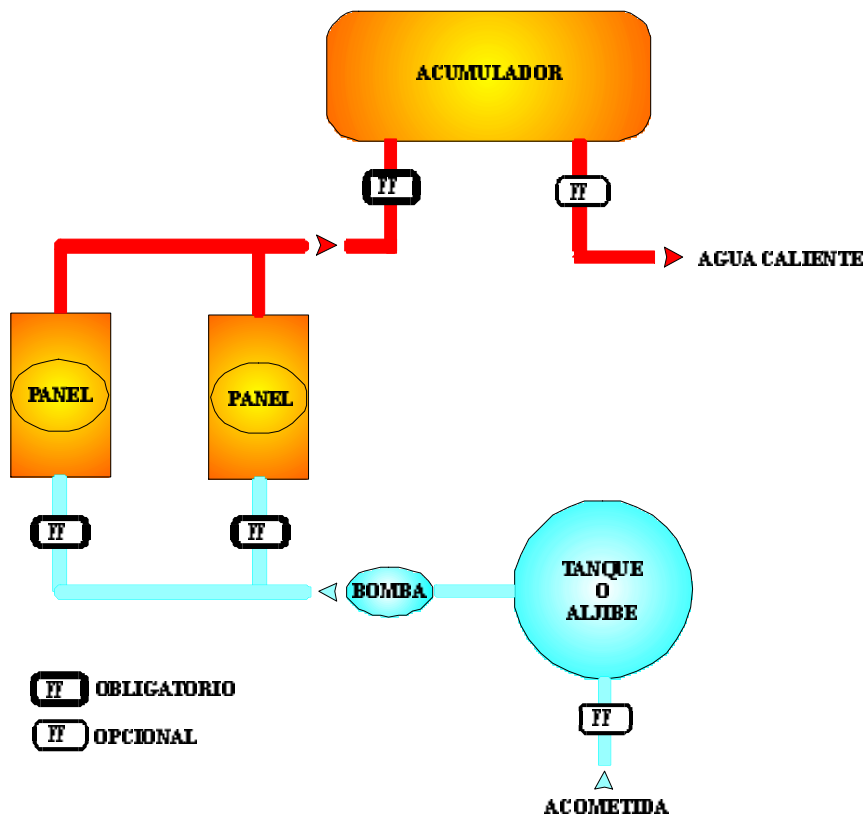 ACUMULADOR
FF
FF
AGUA CALIENTE
PANEL
PANEL
FF
FF
BOMBA
TANQUE
O
ALJIBE
FF OBLIGATORIO
FF OPCIONAL
FF
ACOMETIDA